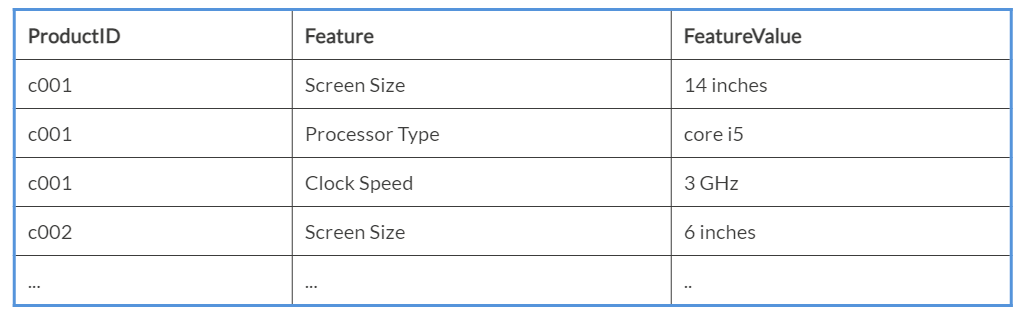 ProductID Feature FeatureValue
c001 Screen Size 14 inches
c001 Processor Type core i5
c001 Clock Speed 3 GHz
c002 Screen Size 6 inches
... ... ..